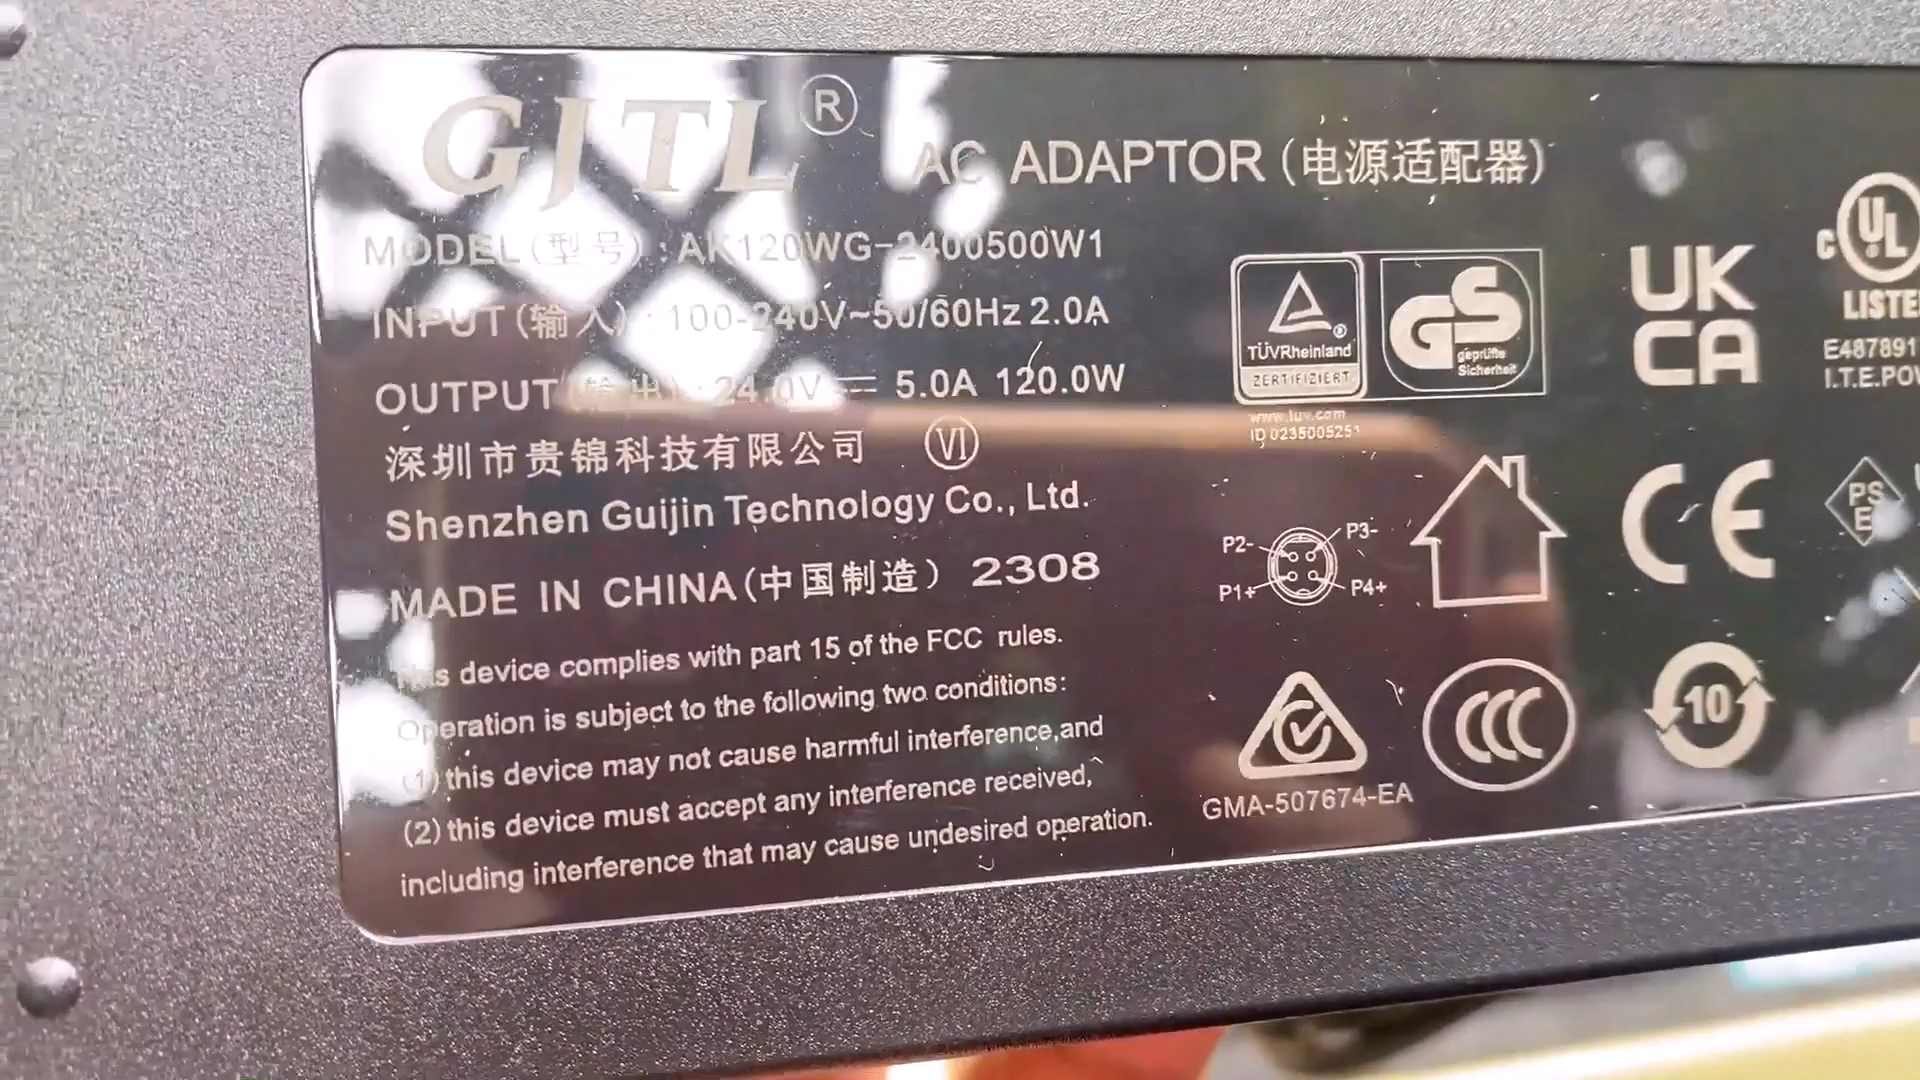 GJTL®
AC ADAPTOR (电源适配器)
MODEL(型号) : AK120WG-2400500W1
INPUT(输入) : 100-240V~50/60Hz 2.0A
OUTPUT(输出) : 24.0V 5.0A 120.0W
深圳市贵锦科技有限公司 VI
Shenzhen Guijin Technology Co., Ltd.
MADE IN CHINA(中国制造) 2308
This device complies with part 15 of the FCC rules.
Operation is subject to the following two conditions:
(1)this device may not cause harmful interference,and
(2)this device must accept any interference received,
including interference that may cause undesired operation.
TÜVRheinland
ZERTIFIZIERT
GS
geprüfte
Sicherheit
www.tuv.com
ID 0235005251
UK
CA
c UL
LISTE
E487891
I.T.E.POW
P2- P3-
P1+ P4+
CE
PS
E
GMA-507674-EA
CCC
10